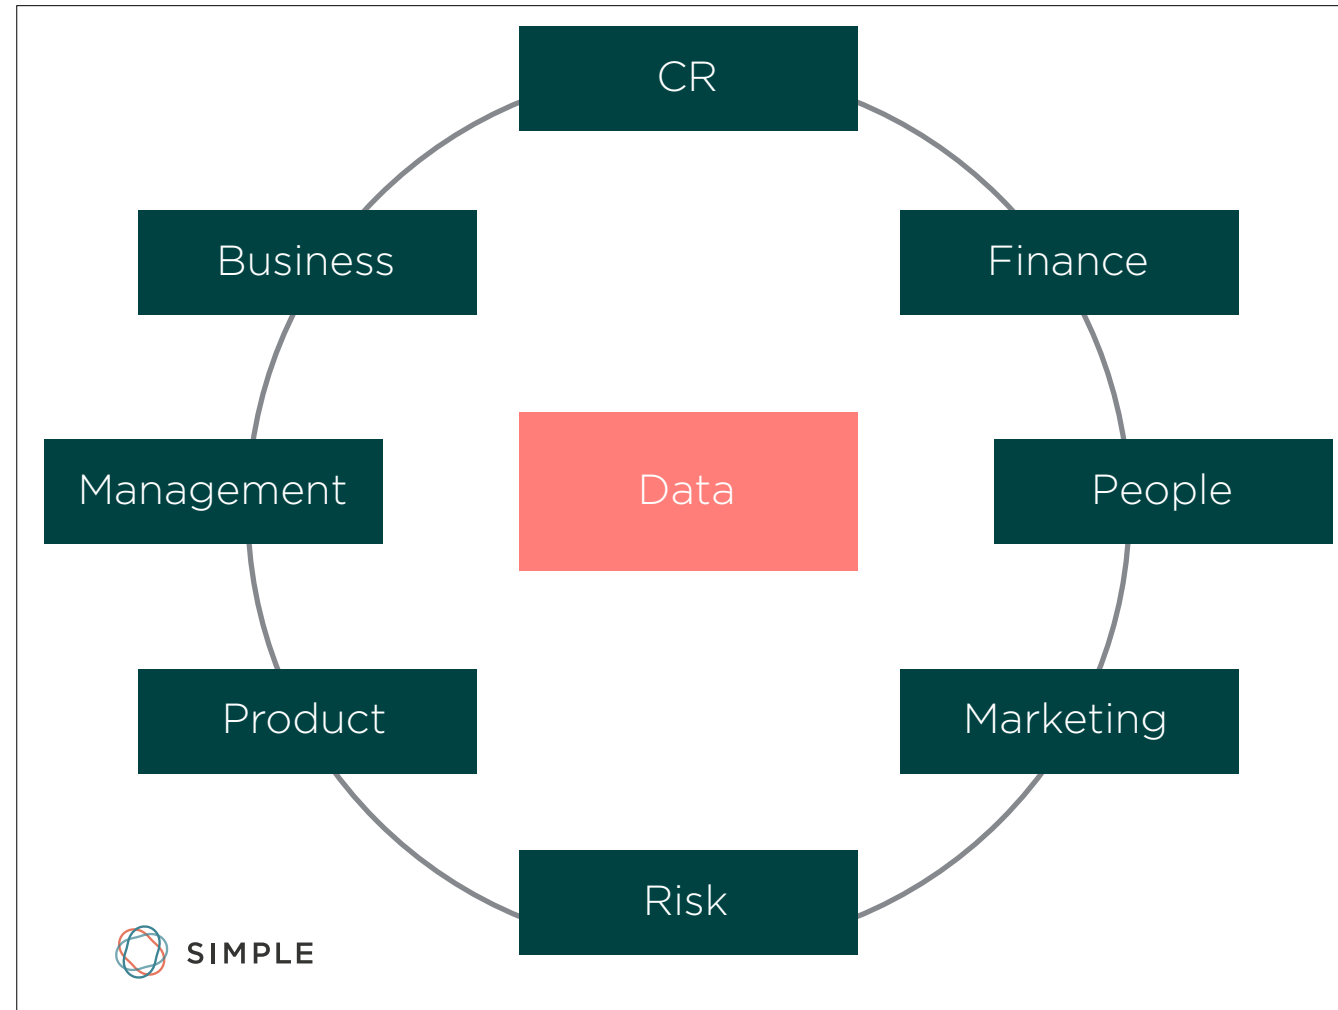 CR
Business
Finance
Management
Data
People
Product
Marketing
Risk
SIMPLE